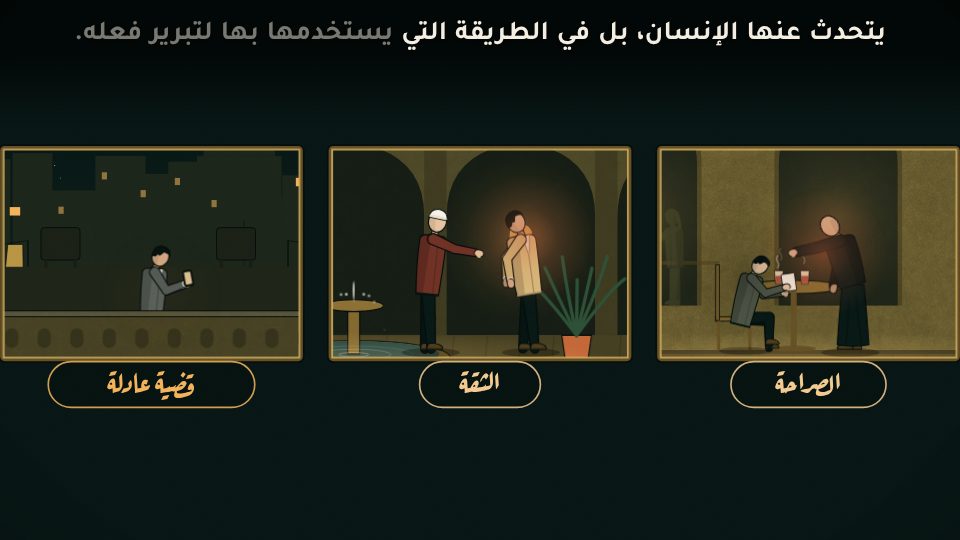 يتحدث عنها الإنسان، بل في الطريقة التي يستخدمها بها لتبرير فعله.
الصراحة
الثقة
قضية عادلة